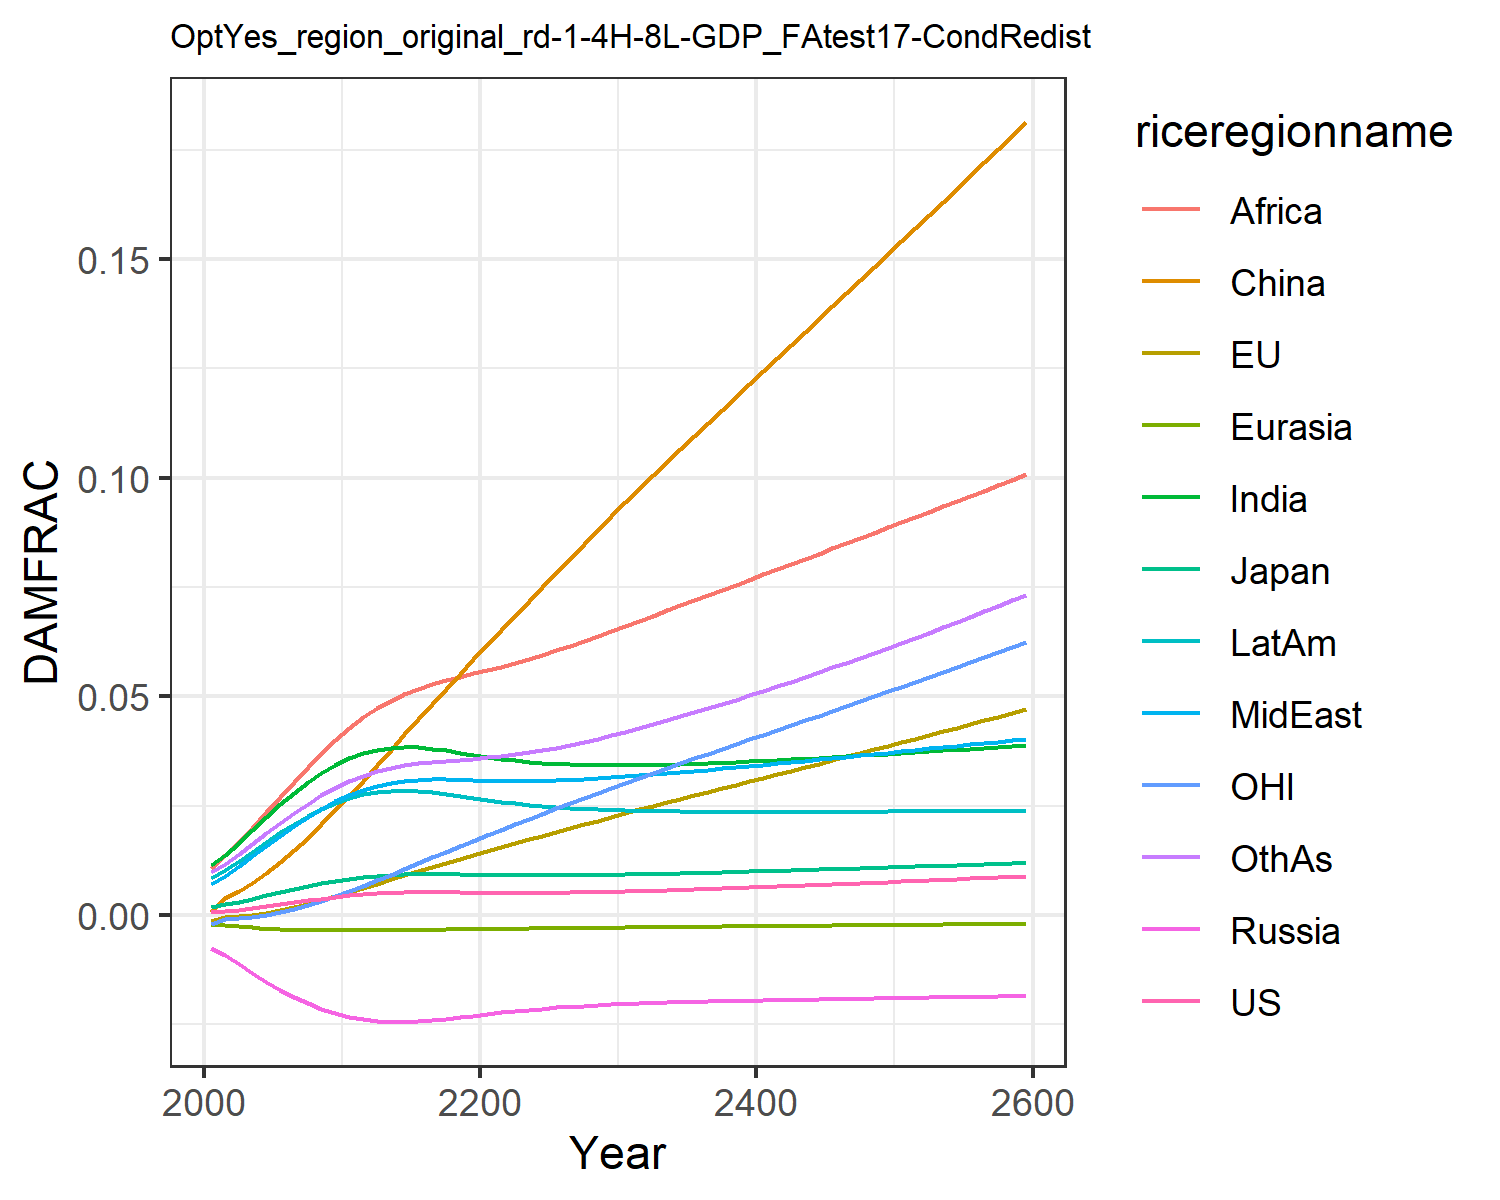 OptYes_region_original_rd-1-4H-8L-GDP_FAtest17-CondRedist
DAMFRAC
0.15
0.10
0.05
0.00
2000 2200 2400 2600
Year
riceregionname
Africa
China
EU
Eurasia
India
Japan
LatAm
MidEast
OHI
OthAs
Russia
US